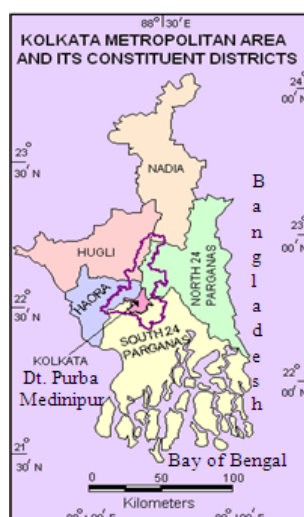 88° 30' E
KOLKATA METROPOLITAN AREA
AND ITS CONSTITUENT DISTRICTS
24°
00' N
23°
30' N
NADIA
Bangladesh
23°
00' N
HUGLI
NORTH 24
PARGANAS
HAORA
22°
30' N
KOLKATA
SOUTH 24
PARGANAS
Dt. Purba
Medinipur
22°
00' N
21°
30' N
Bay of Bengal
0 50 100
Kilometers